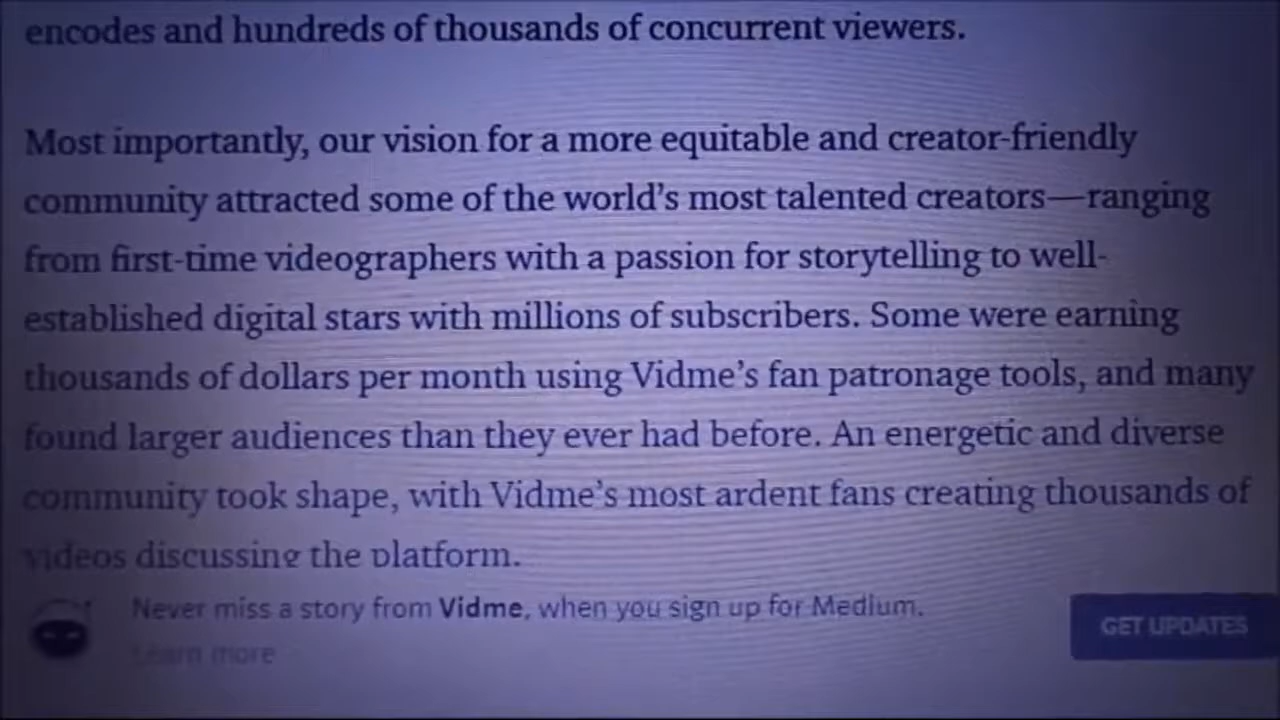 encodes and hundreds of thousands of concurrent viewers.
Most importantly, our vision for a more equitable and creator-friendly
community attracted some of the world's most talented creators—ranging
from first-time videographers with a passion for storytelling to well-
established digital stars with millions of subscribers. Some were earning
thousands of dollars per month using Vidme's fan patronage tools, and many
found larger audiences than they ever had before. An energetic and diverse
community took shape, with Vidme's most ardent fans creating thousands of
videos discussing the platform.
Never miss a story from Vidme, when you sign up for Medium.
GET UPDATES
Learn more